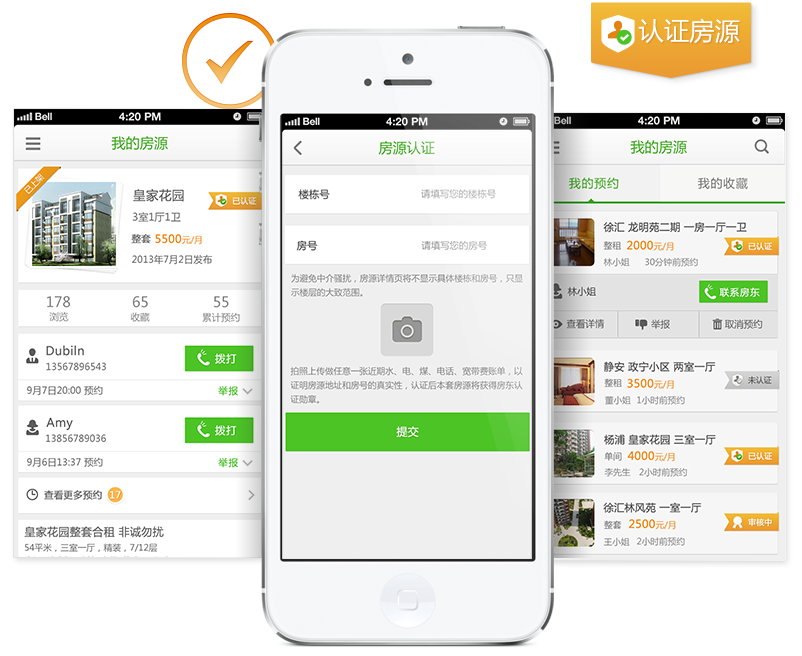 认证房源
Bell 4:20 PM
我的房源
已上架
皇家花园
已认证
3室1厅1卫
整套 5500元/月
2013年7月2日发布
178 65 55
浏览 收藏 累计预约
Dubiln
13567896543
拨打
9月7日20:00 预约 举报
Amy
13856789036
拨打
9月6日13:37 预约 举报
查看更多预约 17
皇家花园整套合租 非诚勿扰
54平米，三室一厅，精装，7/12层
Bell 4:20 PM
房源认证
楼栋号 请填写您的楼栋号
房号 请填写您的房号
为避免中介骚扰，房源详情页将不显示具体楼栋和房号，只显
示楼层的大致范围。
拍照上传做任意一张近期水、电、煤、电话、宽带费账单，以
证明房源地址和房号的真实性，认证后本套房源将获得房东认
证勋章。
提交
Bell 4:20 PM
我的房源
我的预约 我的收藏
徐汇 龙明苑二期 一房一厅一卫
整租 2000元/月
已认证
林小姐 30分钟前预约
林小姐
联系房东
查看详情 举报 取消预约
静安 政宁小区 两室一厅
整租 3500元/月
未认证
董小姐 1小时前预约
杨浦 皇家花园 三室一厅
单间 4000元/月
已认证
李先生 2小时前预约
徐汇林风苑 一室一厅
整套 2500元/月
审核中
王小姐 2小时前预约